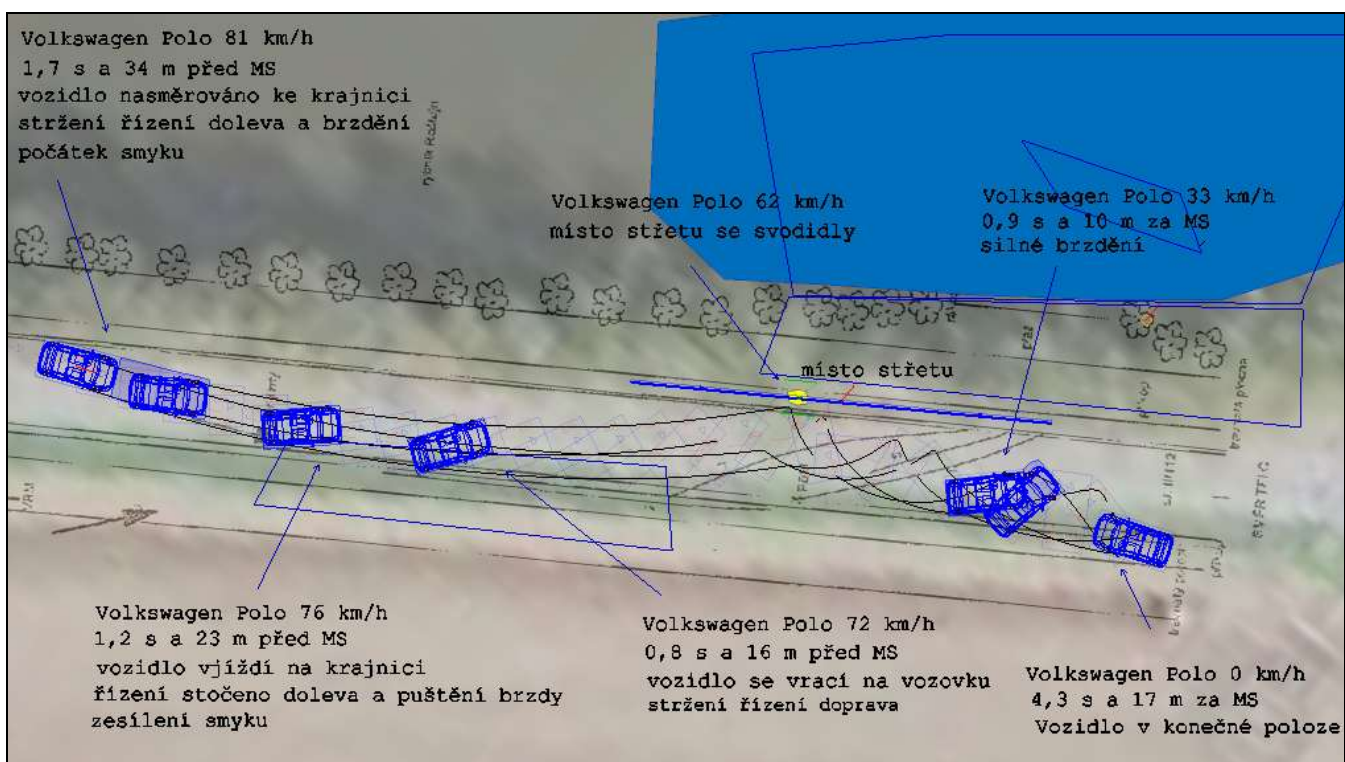 Volkswagen Polo 81 km/h
1,7 s a 34 m před MS
vozidlo nasměrováno ke krajnici
stržení řízení doleva a brzdění
počátek smyku
Volkswagen Polo 62 km/h
místo střetu se svodidly
Volkswagen Polo 33 km/h
0,9 s a 10 m za MS
silné brzdění
místo střetu
Volkswagen Polo 76 km/h
1,2 s a 23 m před MS
vozidlo vjíždí na krajnici
řízení stočeno doleva a puštění brzdy
zesílení smyku
Volkswagen Polo 72 km/h
0,8 s a 16 m před MS
vozidlo se vrací na vozovku
stržení řízení doprava
Volkswagen Polo 0 km/h
4,3 s a 17 m za MS
Vozidlo v konečné poloze